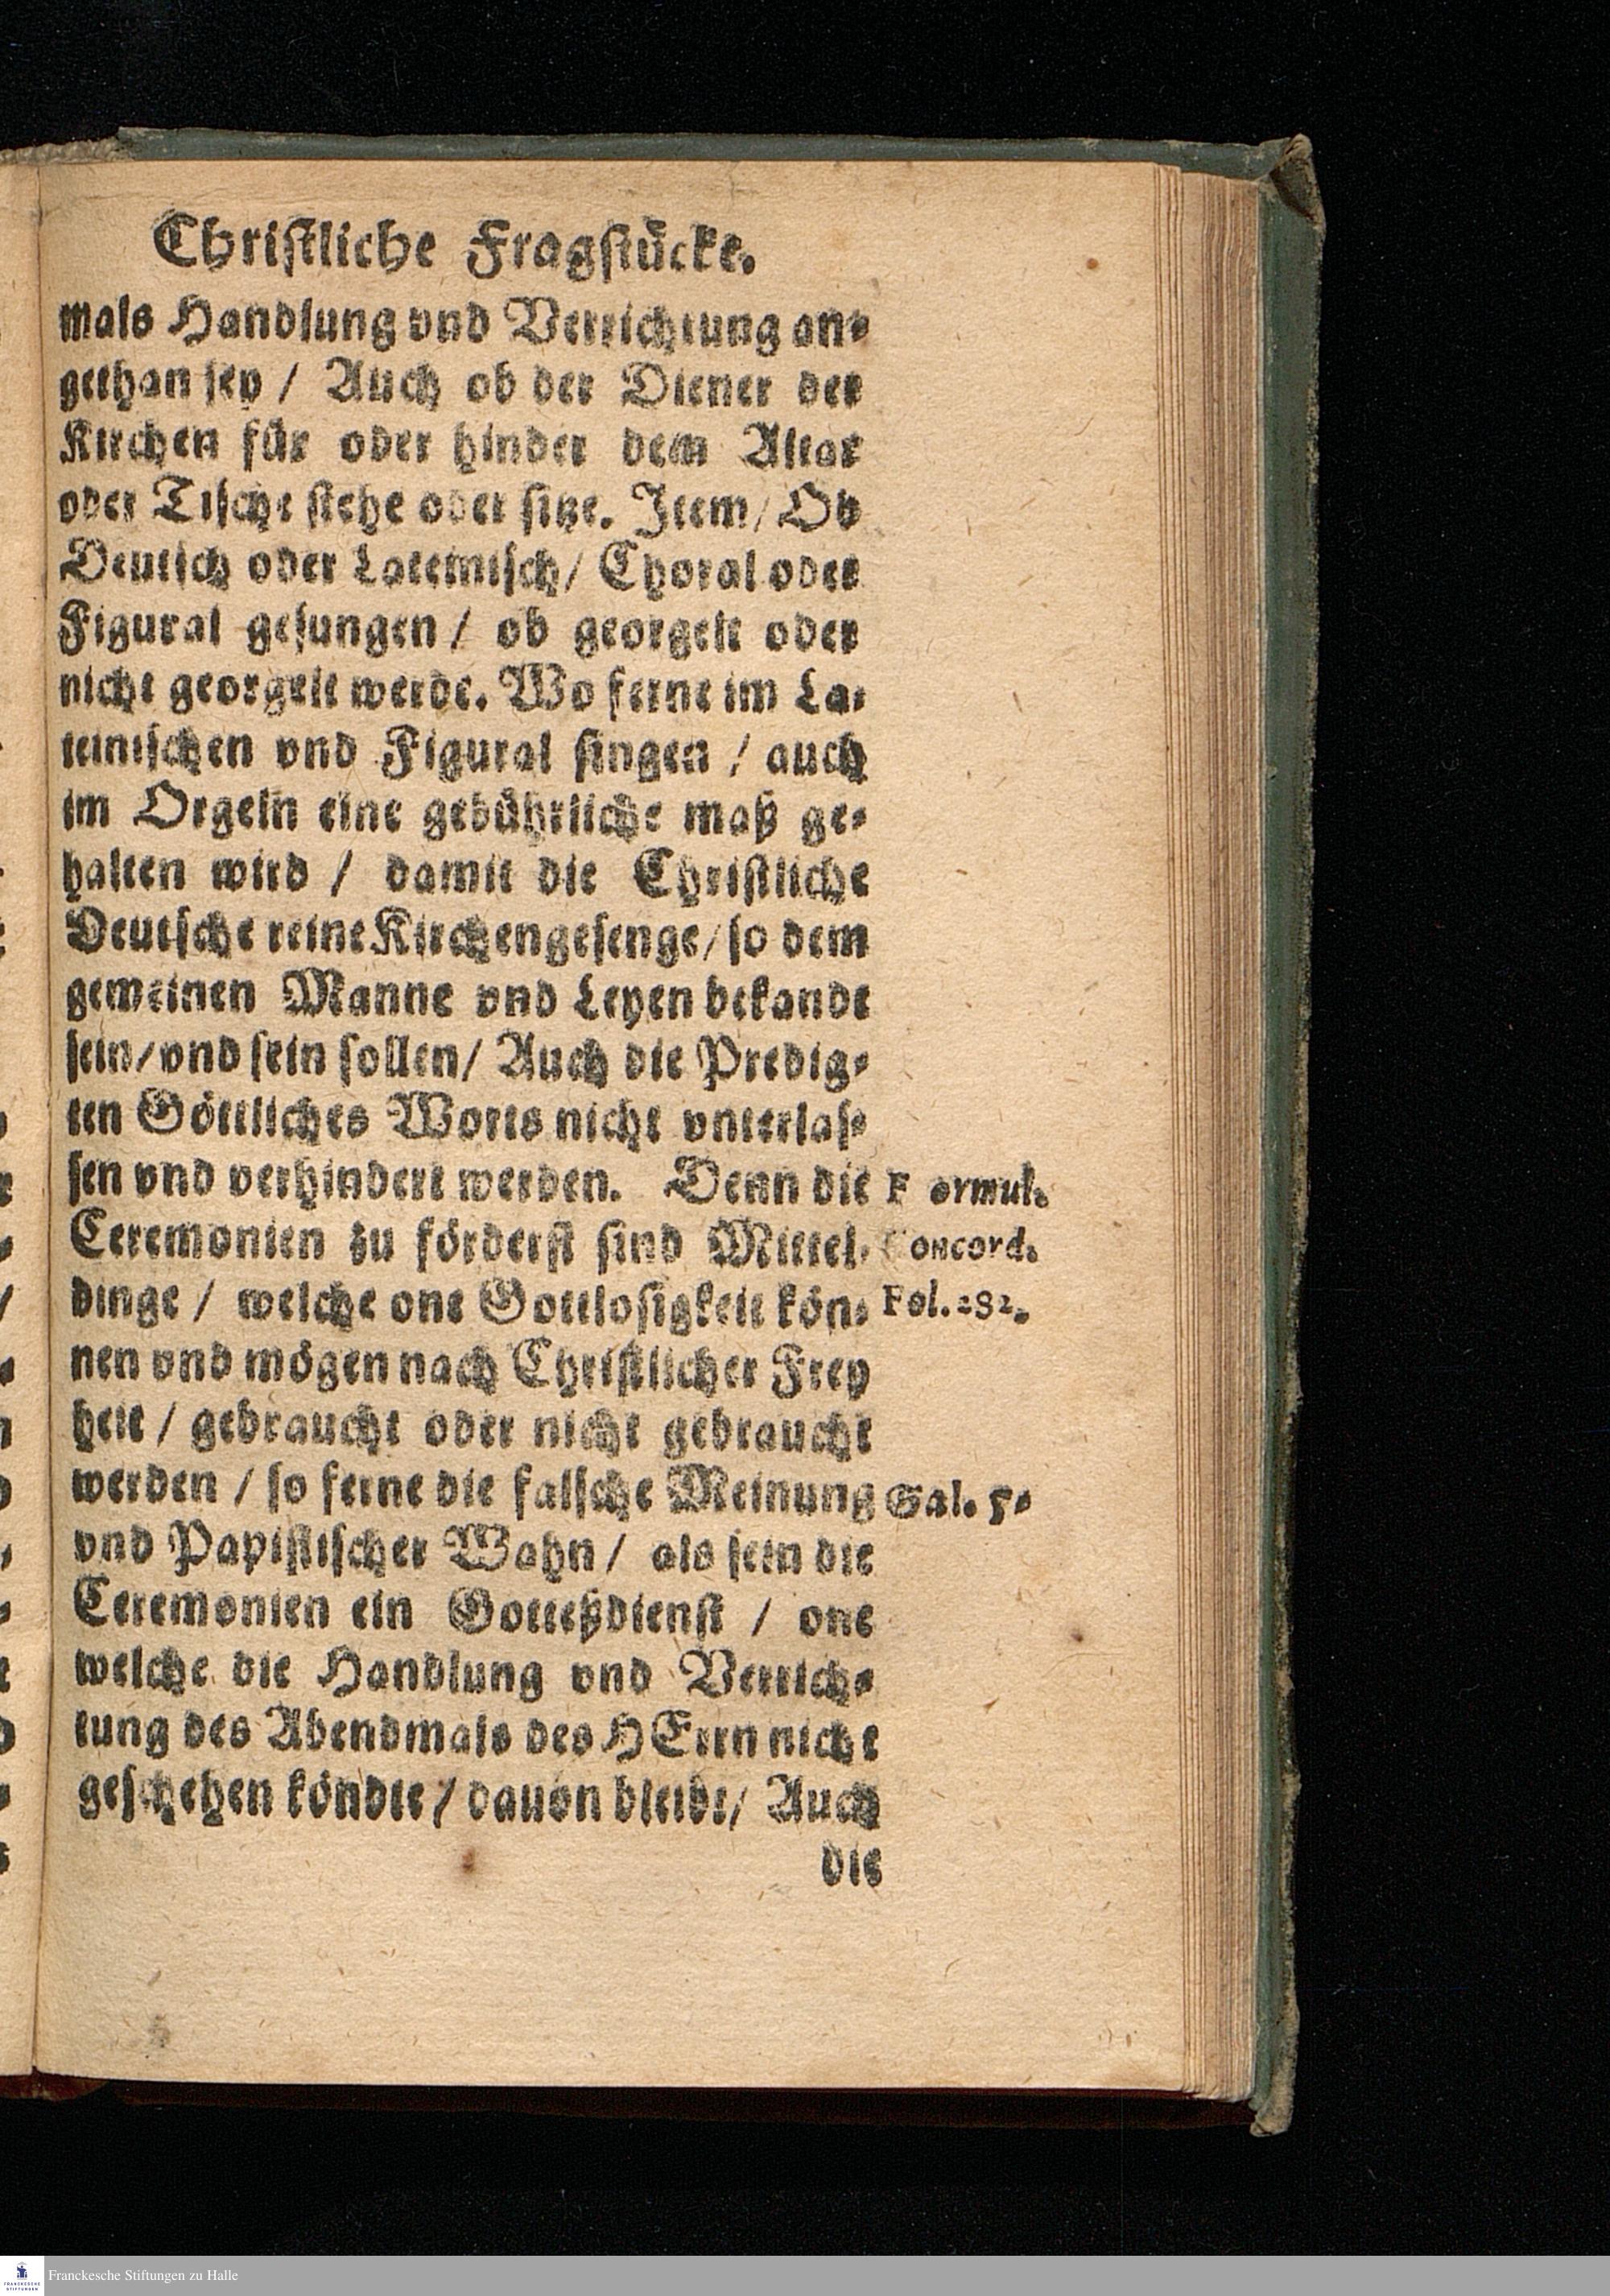 Christliche Fragstücke.
mals Handlung vnd Verrichtung an-
gethan sey / Auch ob der Diener der
Kirchen für oder hinder dem Altar
oder Tische stehe oder sitze. Item / Ob
Deutsch oder Lateinisch / Choral oder
Figural gesungen / ob georgelt oder
nicht georgelt werde. Wo ferne im La-
teinischen vnd Figural singen / auch
im Orgeln eine gebührliche maß ge-
halten wird / damit die Christliche
Deutsche reine Kirchengesenge / so dem
gemeinen Manne vnd Leyen bekandt
sein / vnd sein sollen / Auch die Predig-
ten Göttliches Worts nicht vnterlas-
sen vnd verhindert werden. Denn die
Formul.
Ceremonien zu förderst sind Mittel-
Concord.
dinge / welche one Gottlosigkeit kön-
Fol. 282.
nen vnd mögen nach Christlicher Frey
heit / gebraucht oder nicht gebraucht
werden / so ferne die falsche Meinung
Gal. 5.
vnd Papistischer Wahn / als sein die
Ceremonien ein Gotteßdienst / one
welche die Handlung vnd Verrich-
tung des Abendmals des HErrn nicht
geschehen köndte / dauon bleibt / Auch
die
Franckesche Stiftungen zu Halle
FRANCKESCHE
STIFTUNGEN